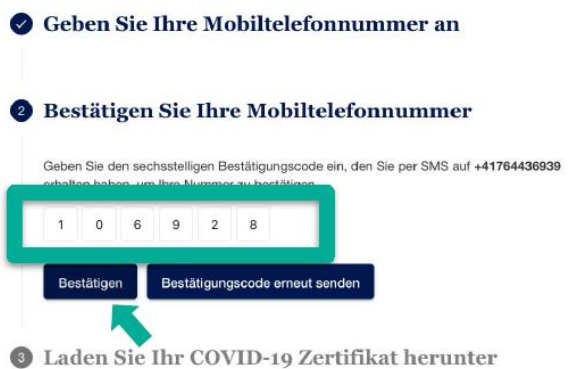 Geben Sie Ihre Mobiltelefonnummer an
2 Bestätigen Sie Ihre Mobiltelefonnummer
Geben Sie den sechsstelligen Bestätigungscode ein, den Sie per SMS auf +41764436939
erhalten haben, um Ihre Nummer zu bestätigen
1 0 6 9 2 8
Bestätigen Bestätigungscode erneut senden
3 Laden Sie Ihr COVID-19 Zertifikat herunter